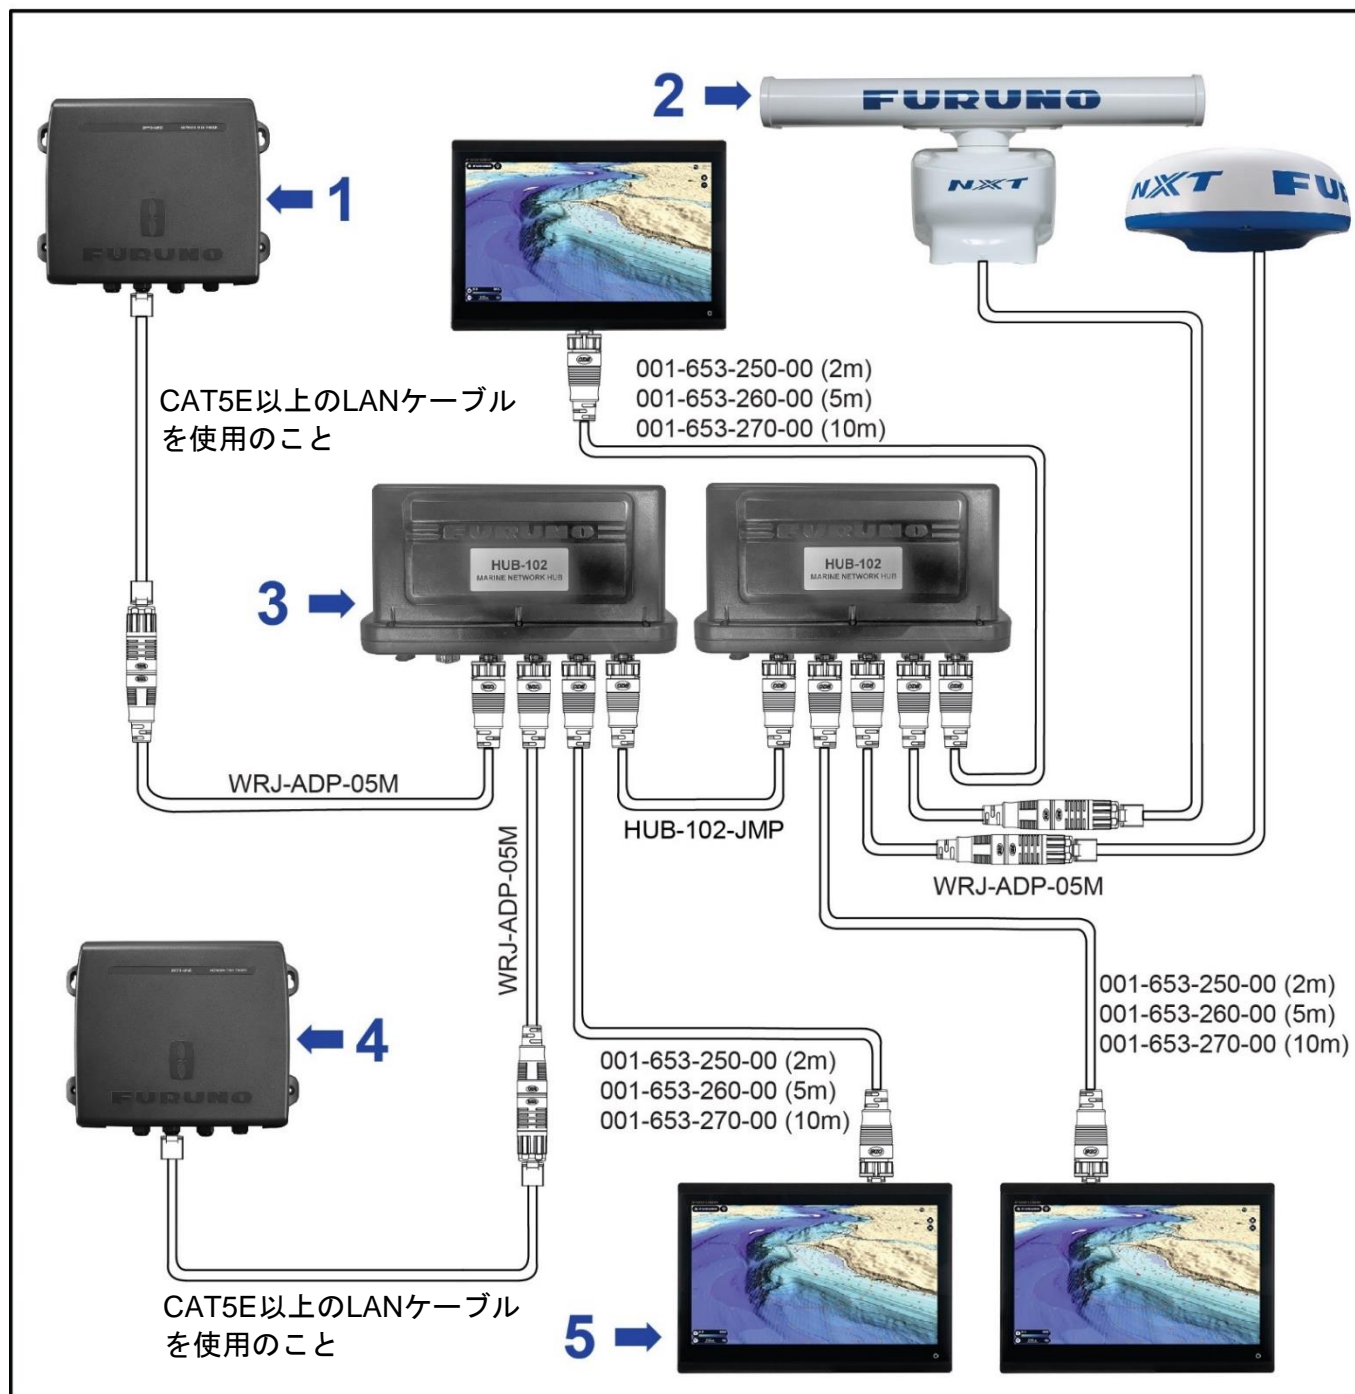 2
FURUNO
NXT
NXT FU
1
FURUNO
001-653-250-00 (2m)
001-653-260-00 (5m)
001-653-270-00 (10m)
CAT5E以上のLANケーブル
を使用のこと
3
FURUNO
HUB-102
MARINE NETWORK HUB
FURUNO
HUB-102
MARINE NETWORK HUB
WRJ-ADP-05M
HUB-102-JMP
WRJ-ADP-05M
WRJ-ADP-05M
4
FURUNO
001-653-250-00 (2m)
001-653-260-00 (5m)
001-653-270-00 (10m)
001-653-250-00 (2m)
001-653-260-00 (5m)
001-653-270-00 (10m)
CAT5E以上のLANケーブル
を使用のこと
5